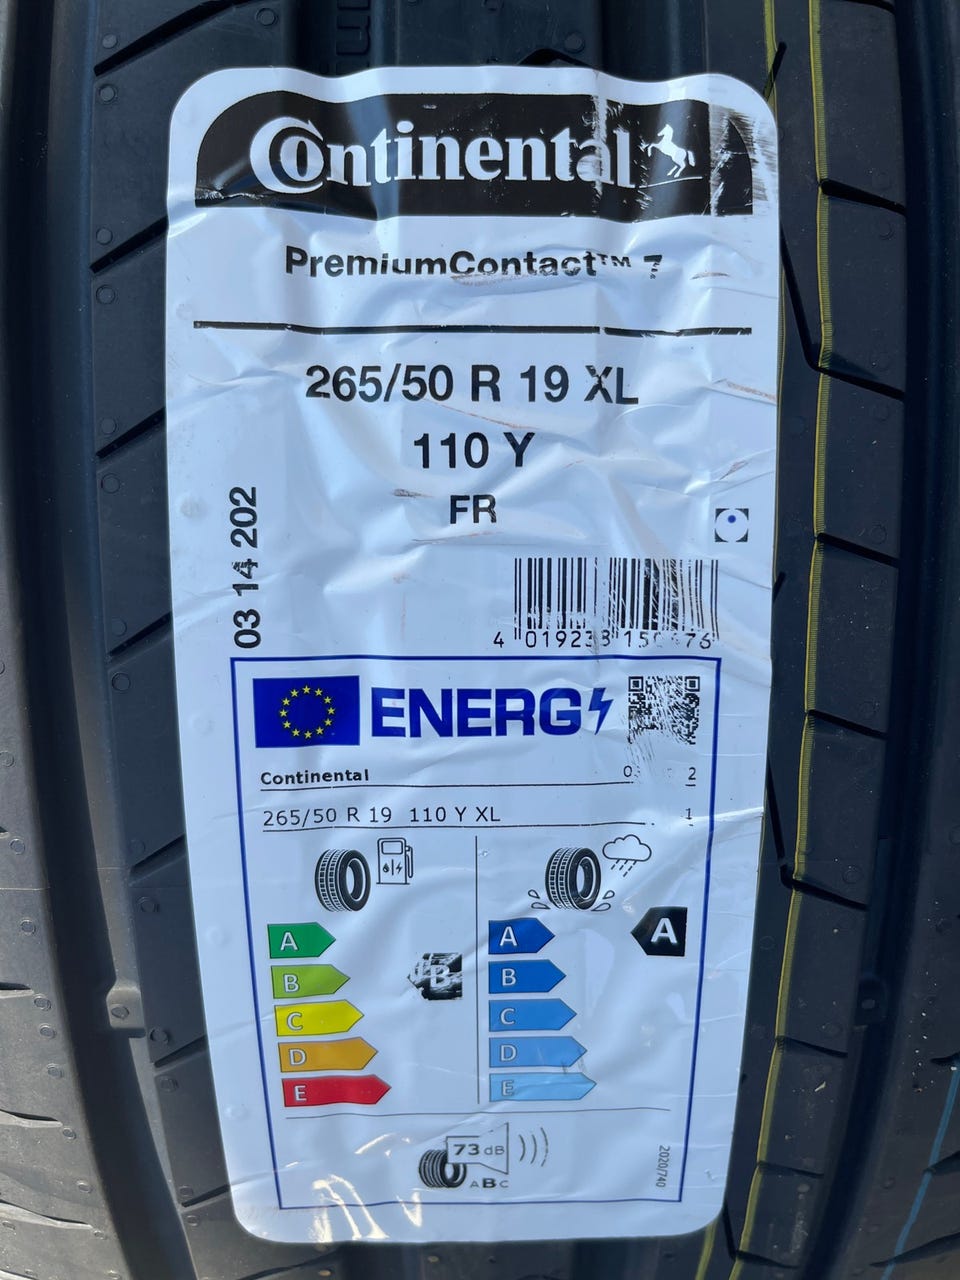 Continental
PremiumContact™ 7
265/50 R 19 XL
110 Y
FR
03 14 202
ENERG
Continental
265/50 R 19 110 Y XL
A
B
C
D
E
B
A
B
C
D
E
A
73 dB
ABC
2020/740